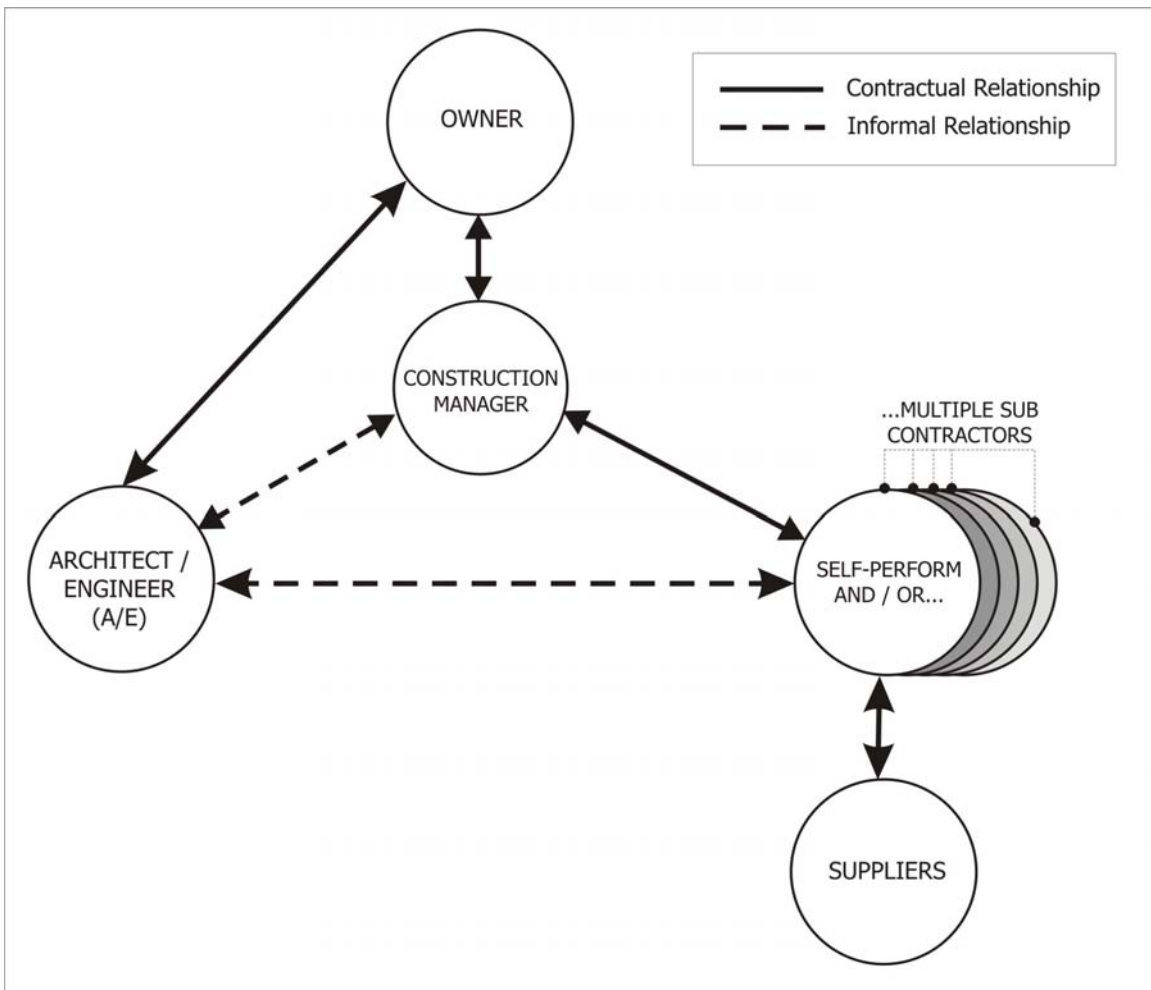 OWNER
Contractual Relationship
Informal Relationship
CONSTRUCTION
MANAGER
...MULTIPLE SUB
CONTRACTORS
ARCHITECT /
ENGINEER
(A/E)
SELF-PERFORM
AND / OR...
SUPPLIERS